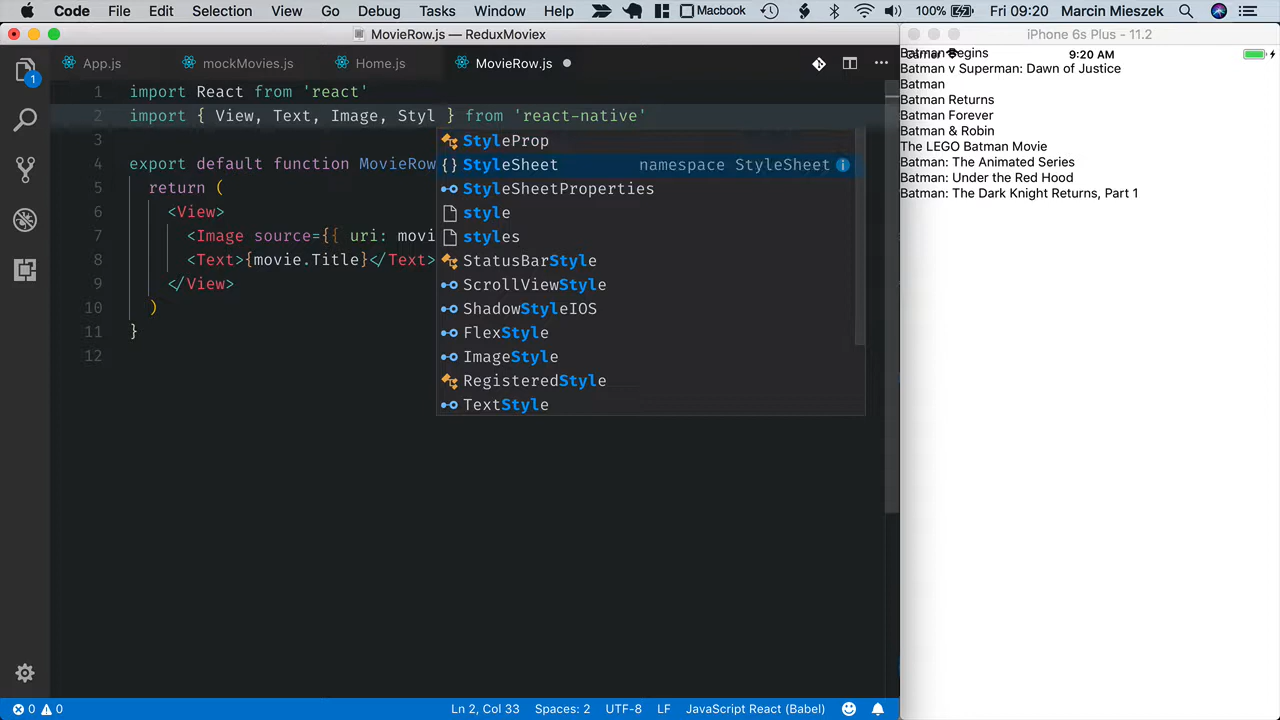 Code File Edit Selection View Go Debug Tasks Window Help Macbook 100% Fri 09:20 Marcin Mieszek
MovieRow.js — ReduxMoviex
App.js mockMovies.js Home.js MovieRow.js
1 import React from 'react'
2 import { View, Text, Image, Styl } from 'react-native'
3
4 export default function MovieRow
5 return (
6 <View>
7 <Image source={{ uri: movi
8 <Text>{movie.Title}</Text>
9 </View>
10 )
11 }
12
StyleProp
StyleSheet namespace StyleSheet
StyleSheetProperties
style
styles
StatusBarStyle
ScrollViewStyle
ShadowStyleIOS
FlexStyle
ImageStyle
RegisteredStyle
TextStyle
1
0 0 Ln 2, Col 33 Spaces: 2 UTF-8 LF JavaScript React (Babel)
iPhone 6s Plus - 11.2
9:20 AM
Batman Begins
Batman v Superman: Dawn of Justice
Batman
Batman Returns
Batman Forever
Batman & Robin
The LEGO Batman Movie
Batman: The Animated Series
Batman: Under the Red Hood
Batman: The Dark Knight Returns, Part 1